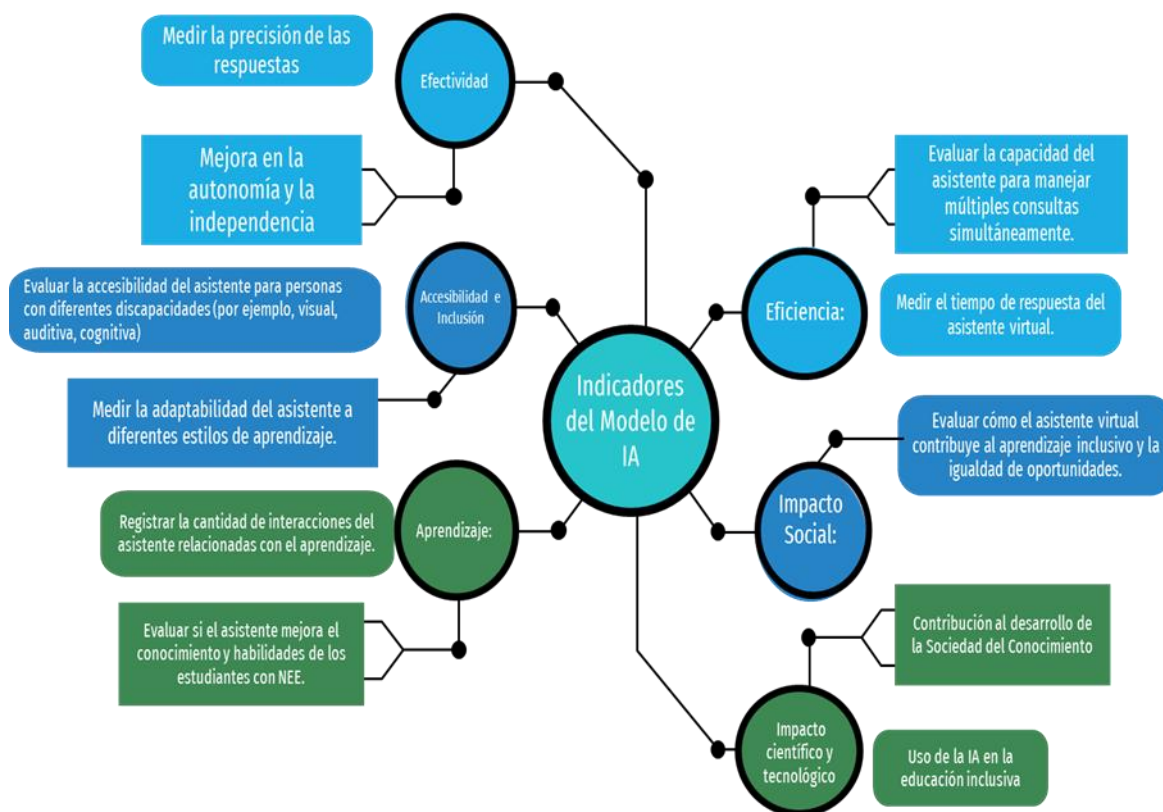 Medir la precisión de las
respuestas
Efectividad
Mejora en la
autonomía y la
independencia
Evaluar la accesibilidad del asistente para personas
con diferentes discapacidades (por ejemplo, visual,
auditiva, cognitiva)
Accesibilidad e
Inclusión
Medir la adaptabilidad del asistente a
diferentes estilos de aprendizaje.
Registrar la cantidad de interacciones del
asistente relacionadas con el aprendizaje.
Aprendizaje:
Evaluar si el asistente mejora el
conocimiento y habilidades de los
estudiantes con NEE.
Indicadores
del Modelo de
IA
Evaluar la capacidad del
asistente para manejar
múltiples consultas
simultáneamente.
Eficiencia:
Medir el tiempo de respuesta del
asistente virtual.
Evaluar cómo el asistente virtual
contribuye al aprendizaje inclusivo y la
igualdad de oportunidades.
Impacto
Social:
Contribución al desarrollo de
la Sociedad del Conocimiento
Impacto
científico y
tecnológico
Uso de la IA en la
educación inclusiva